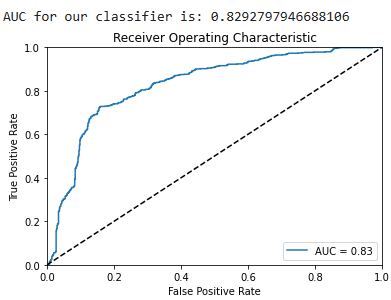 AUC for our classifier is: 0.8292797946688106
Receiver Operating Characteristic
1.0
0.8
0.6
0.4
0.2
0.0
True Positive Rate
AUC = 0.83
0.0 0.2 0.4 0.6 0.8 1.0
False Positive Rate